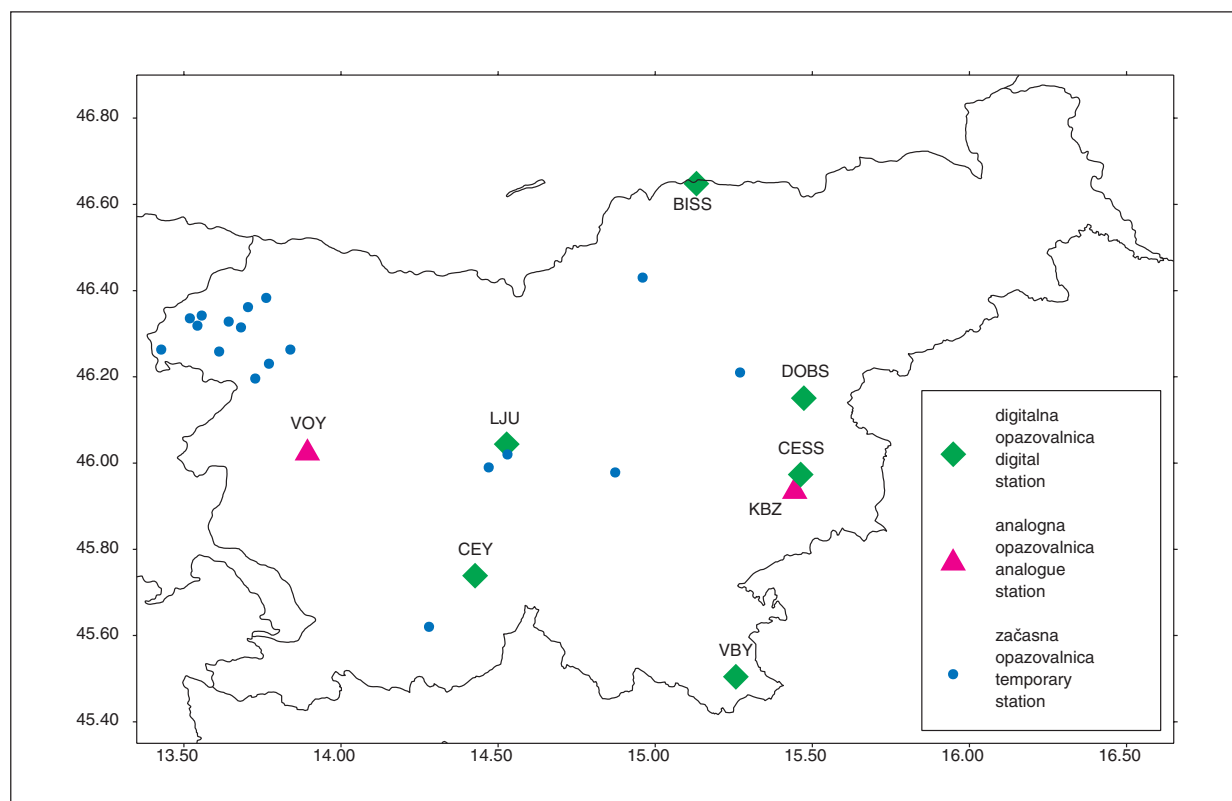 46.80
46.60
46.40
46.20
46.00
45.80
45.60
45.40
13.50
14.00
14.50
15.00
15.50
16.00
16.50
BISS
DOBS
LJU
VOY
CESS
KBZ
CEY
VBY
digitalna
opazovalnica
digital
station
analogna
opazovalnica
analogue
station
začasna
opazovalnica
temporary
station